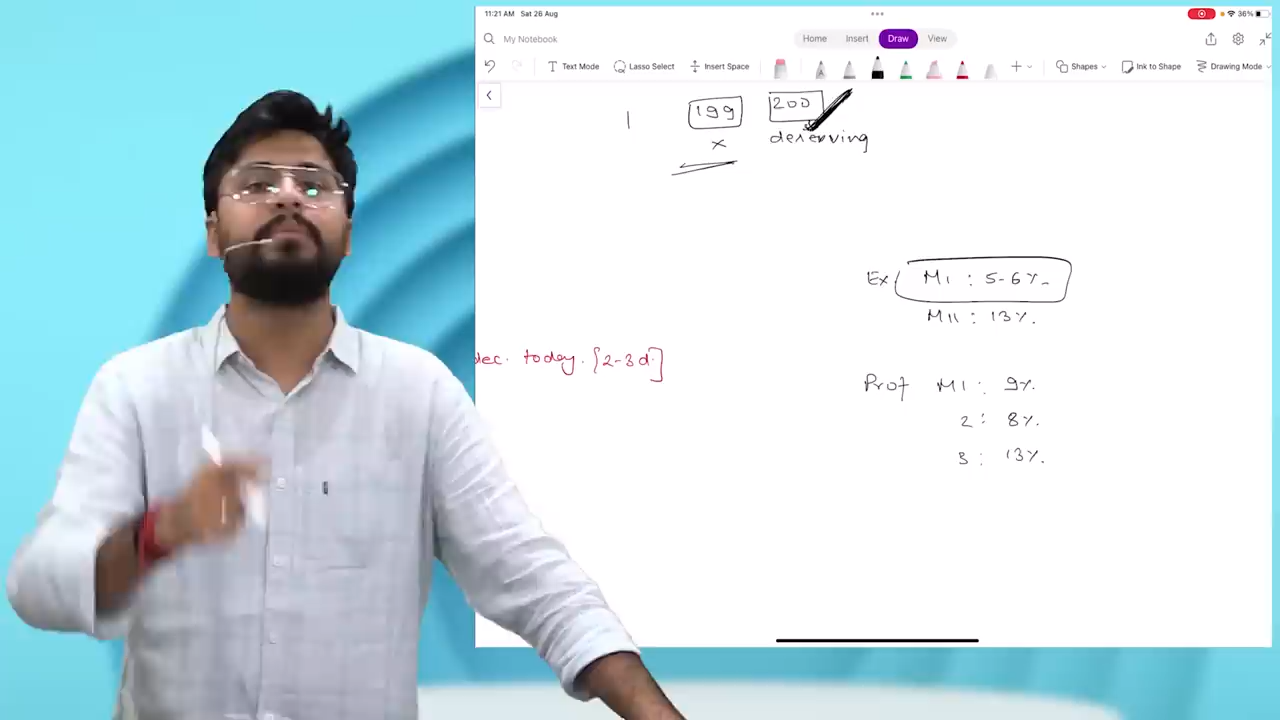 11:21 AM Sat 26 Aug
36%
My Notebook
Home Insert Draw View
Text Mode Lasso Select Insert Space Shapes Ink to Shape Drawing Mode
1 199 200
x deserving
Ex M1 : 5-6%
M11 : 13%.
dec. today. [2-3d.]
Prof M1 : 9%.
2 : 8%.
3 : 13%.